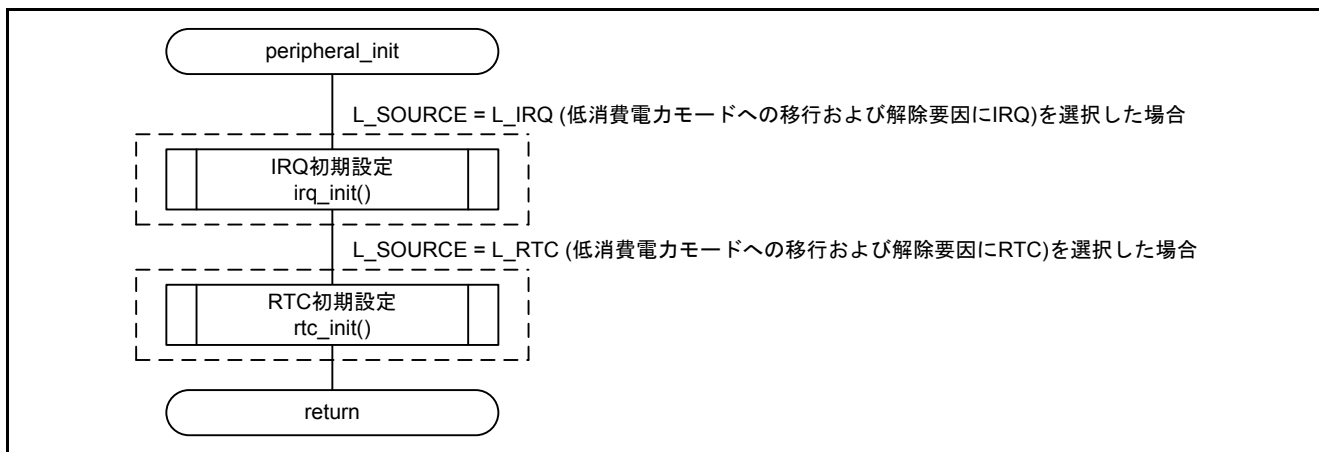 peripheral_init
L_SOURCE = L_IRQ (低消費電力モードへの移行および解除要因にIRQ)を選択した場合
IRQ初期設定
irq_init()
L_SOURCE = L_RTC (低消費電力モードへの移行および解除要因にRTC)を選択した場合
RTC初期設定
rtc_init()
return